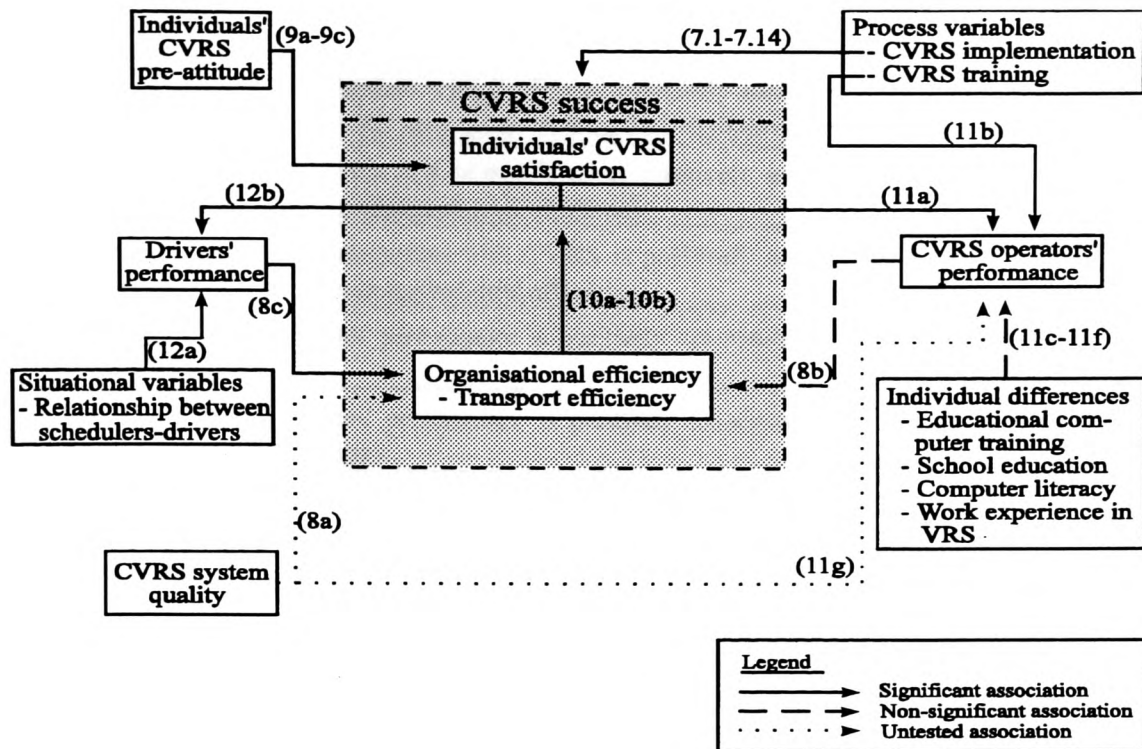 Individuals'
CVRS
pre-attitude
(9a-9c)
(7.1-7.14)
Process variables
- CVRS implementation
- CVRS training
CVRS success
Individuals' CVRS
satisfaction
(11b)
(12b)
(11a)
Drivers'
performance
CVRS operators'
performance
(8c)
(10a-10b)
(12a)
(11c-11f)
Situational variables
- Relationship between
schedulers-drivers
Organisational efficiency
- Transport efficiency
(8b)
Individual differences
- Educational com-
puter training
- School education
- Computer literacy
- Work experience in
VRS
(8a)
CVRS system
quality
(11g)
Legend
Significant association
Non-significant association
Untested association